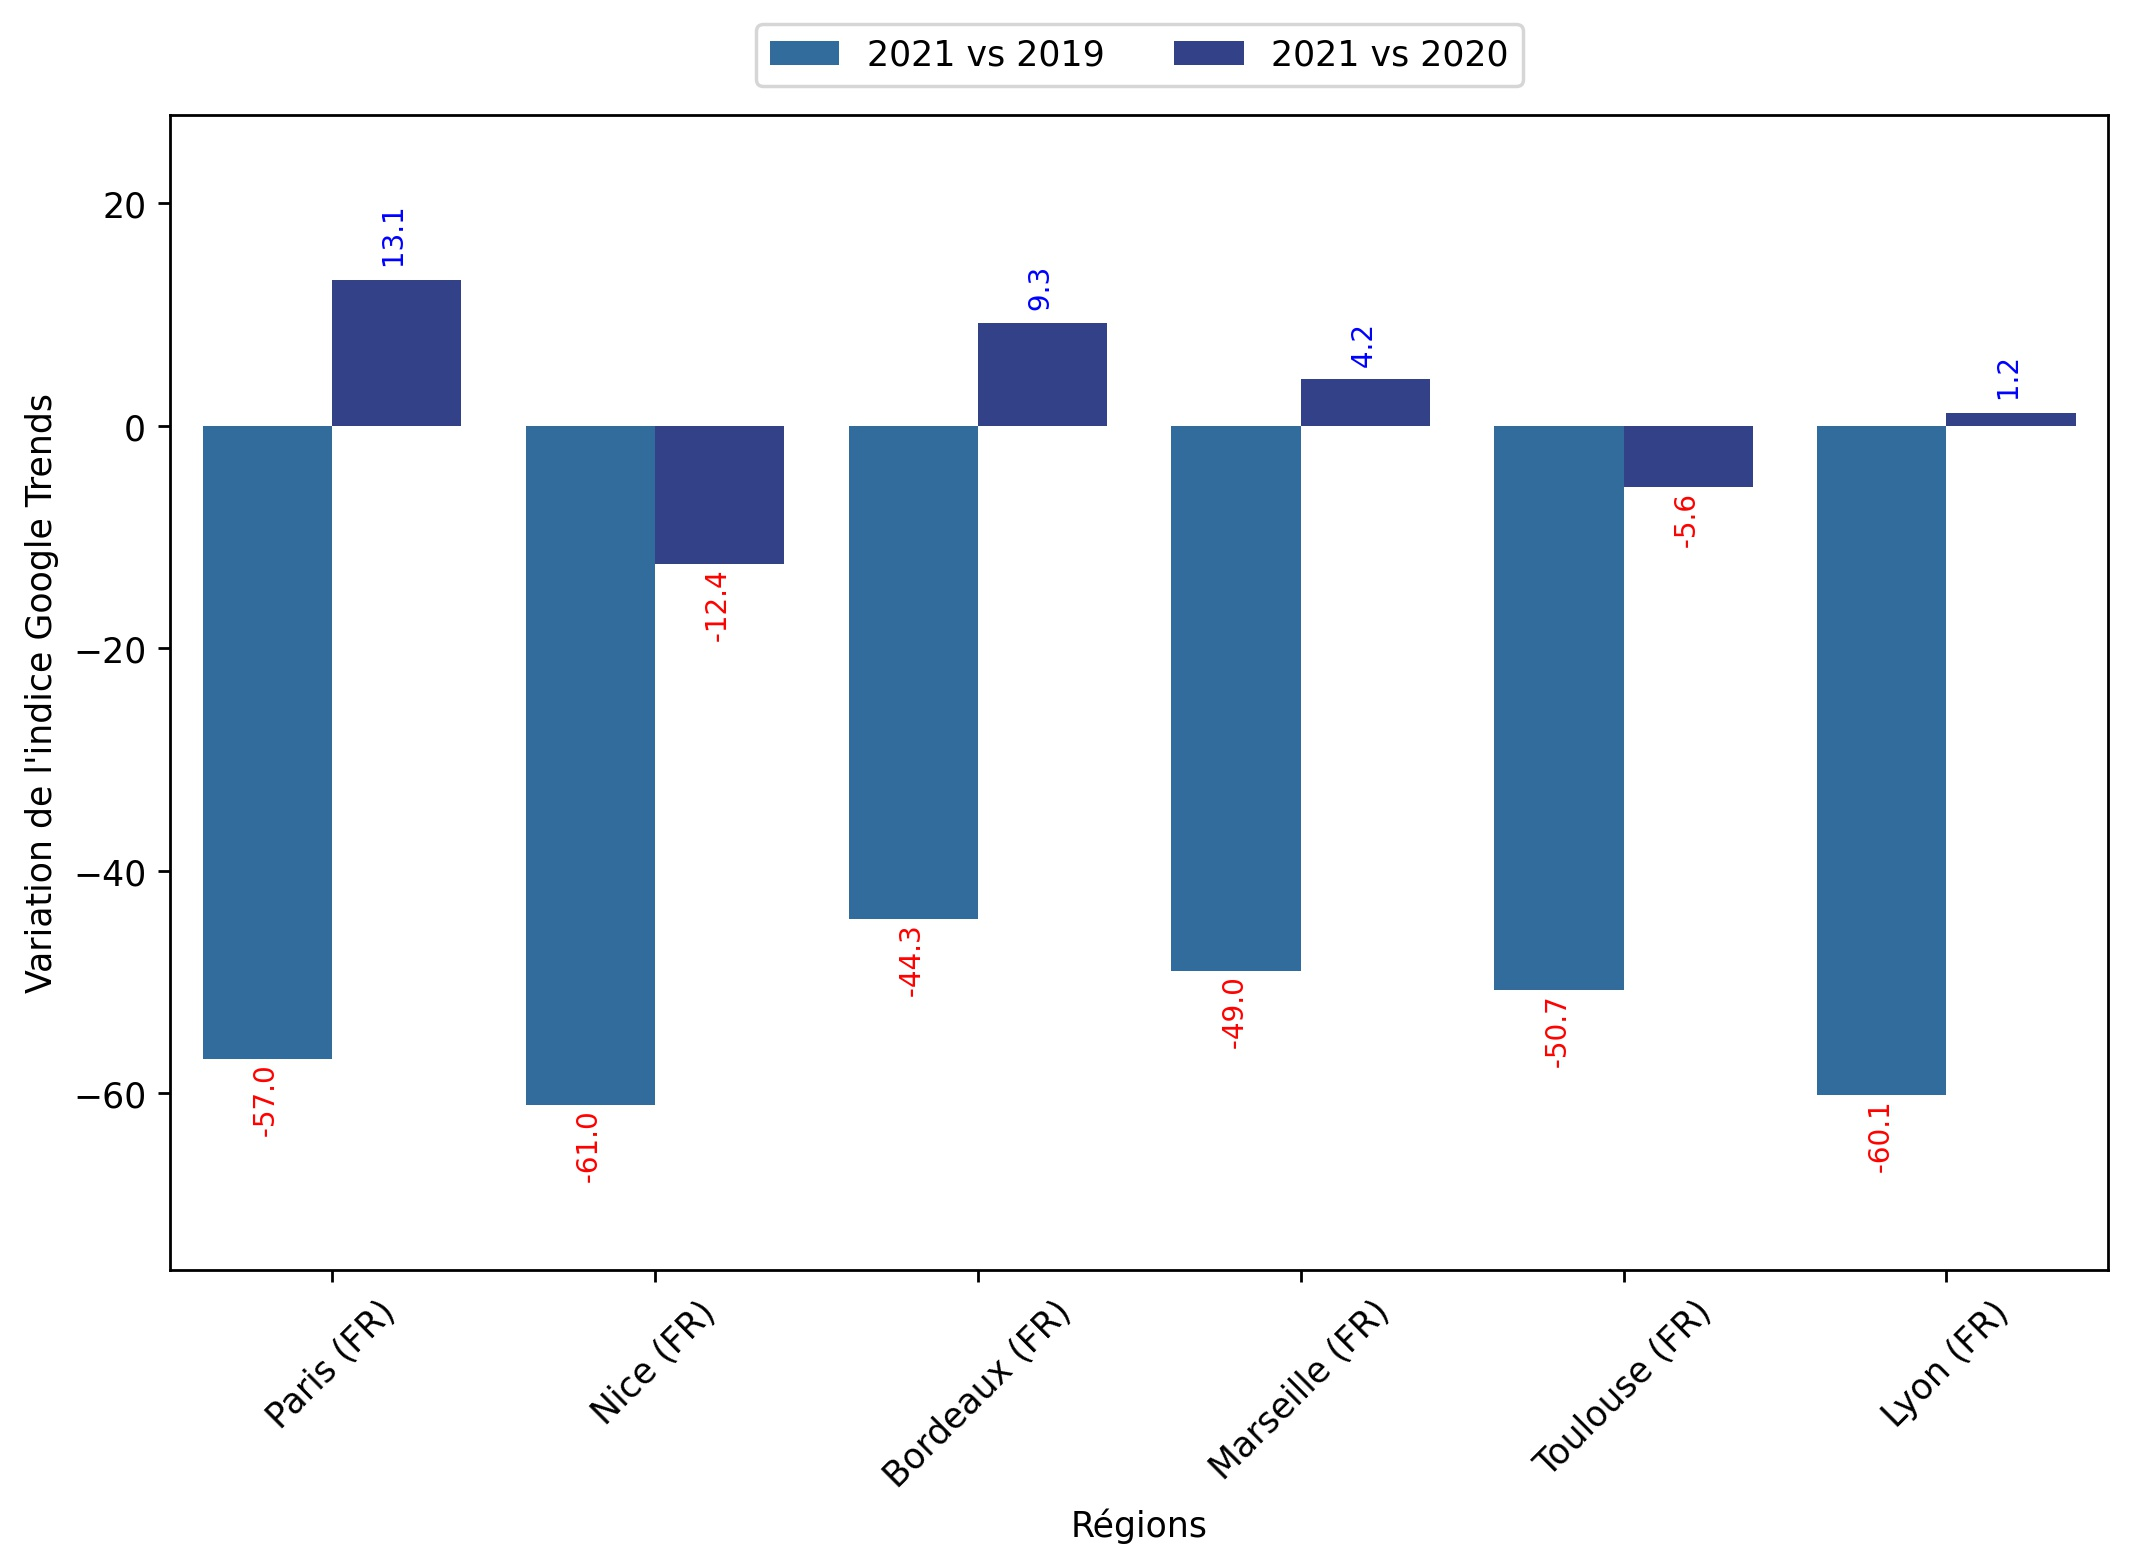 2021 vs 2019
2021 vs 2020
Variation de l'indice Google Trends
20
0
−20
−40
−60
13.1
9.3
4.2
1.2
-12.4
-5.6
-57.0
-61.0
-44.3
-49.0
-50.7
-60.1
Paris (FR)
Nice (FR)
Bordeaux (FR)
Marseille (FR)
Toulouse (FR)
Lyon (FR)
Régions